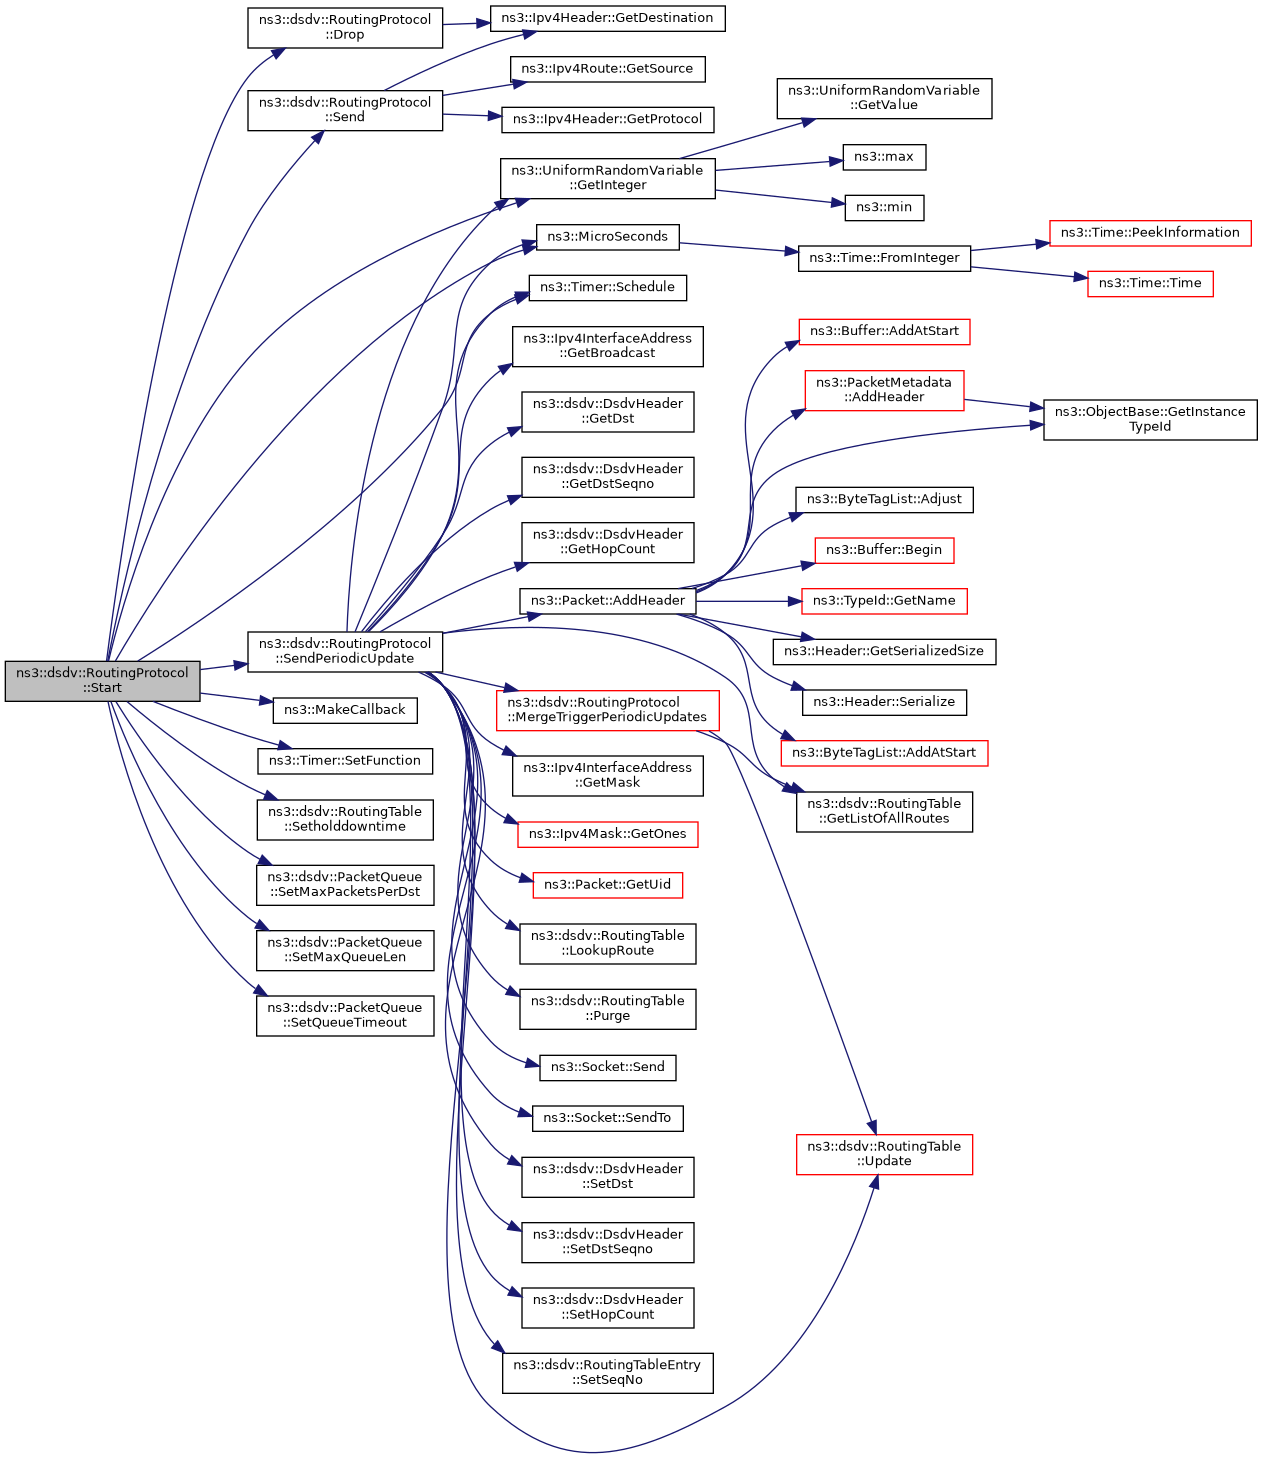 ns3::dsdv::RoutingProtocol
::Start
ns3::dsdv::RoutingProtocol
::Drop
ns3::dsdv::RoutingProtocol
::Send
ns3::dsdv::RoutingProtocol
::SendPeriodicUpdate
ns3::MakeCallback
ns3::Timer::SetFunction
ns3::dsdv::RoutingTable
::Setholddowntime
ns3::dsdv::PacketQueue
::SetMaxPacketsPerDst
ns3::dsdv::PacketQueue
::SetMaxQueueLen
ns3::dsdv::PacketQueue
::SetQueueTimeout
ns3::Ipv4Header::GetDestination
ns3::Ipv4Route::GetSource
ns3::Ipv4Header::GetProtocol
ns3::UniformRandomVariable
::GetInteger
ns3::MicroSeconds
ns3::Timer::Schedule
ns3::Ipv4InterfaceAddress
::GetBroadcast
ns3::dsdv::DsdvHeader
::GetDst
ns3::dsdv::DsdvHeader
::GetDstSeqno
ns3::dsdv::DsdvHeader
::GetHopCount
ns3::Packet::AddHeader
ns3::dsdv::RoutingProtocol
::MergeTriggerPeriodicUpdates
ns3::Ipv4InterfaceAddress
::GetMask
ns3::Ipv4Mask::GetOnes
ns3::Packet::GetUid
ns3::dsdv::RoutingTable
::LookupRoute
ns3::dsdv::RoutingTable
::Purge
ns3::Socket::Send
ns3::Socket::SendTo
ns3::dsdv::DsdvHeader
::SetDst
ns3::dsdv::DsdvHeader
::SetDstSeqno
ns3::dsdv::DsdvHeader
::SetHopCount
ns3::dsdv::RoutingTableEntry
::SetSeqNo
ns3::UniformRandomVariable
::GetValue
ns3::max
ns3::min
ns3::Time::FromInteger
ns3::Buffer::AddAtStart
ns3::PacketMetadata
::AddHeader
ns3::ByteTagList::Adjust
ns3::Buffer::Begin
ns3::TypeId::GetName
ns3::Header::GetSerializedSize
ns3::Header::Serialize
ns3::ByteTagList::AddAtStart
ns3::dsdv::RoutingTable
::GetListOfAllRoutes
ns3::dsdv::RoutingTable
::Update
ns3::Time::PeekInformation
ns3::Time::Time
ns3::ObjectBase::GetInstance
TypeId